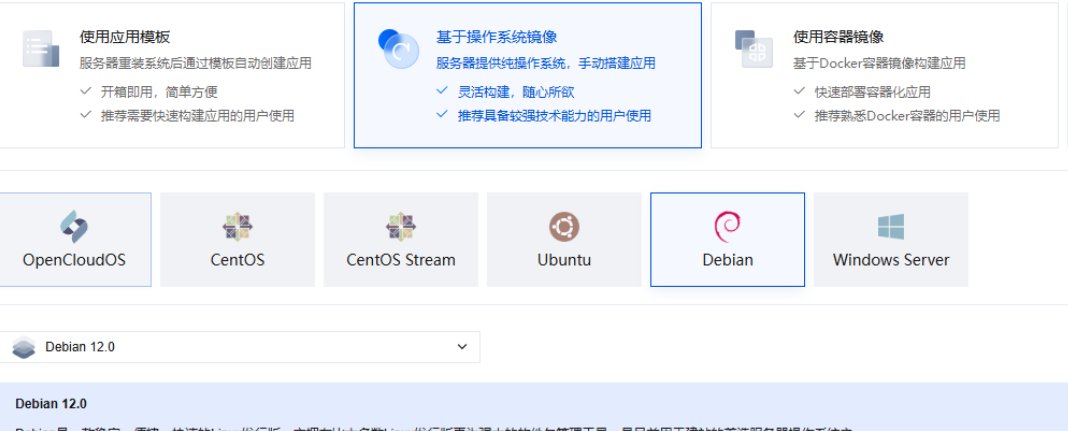 使用应用模板
服务器重装系统后通过模板自动创建应用
开箱即用，简单方便
推荐需要快速构建应用的用户使用
基于操作系统镜像
服务器提供纯操作系统，手动搭建应用
灵活构建，随心所欲
推荐具备较强技术能力的用户使用
使用容器镜像
基于Docker容器镜像构建应用
快速部署容器化应用
推荐熟悉Docker容器的用户使用
OpenCloudOS
CentOS
CentOS Stream
Ubuntu
Debian
Windows Server
Debian 12.0
Debian 12.0